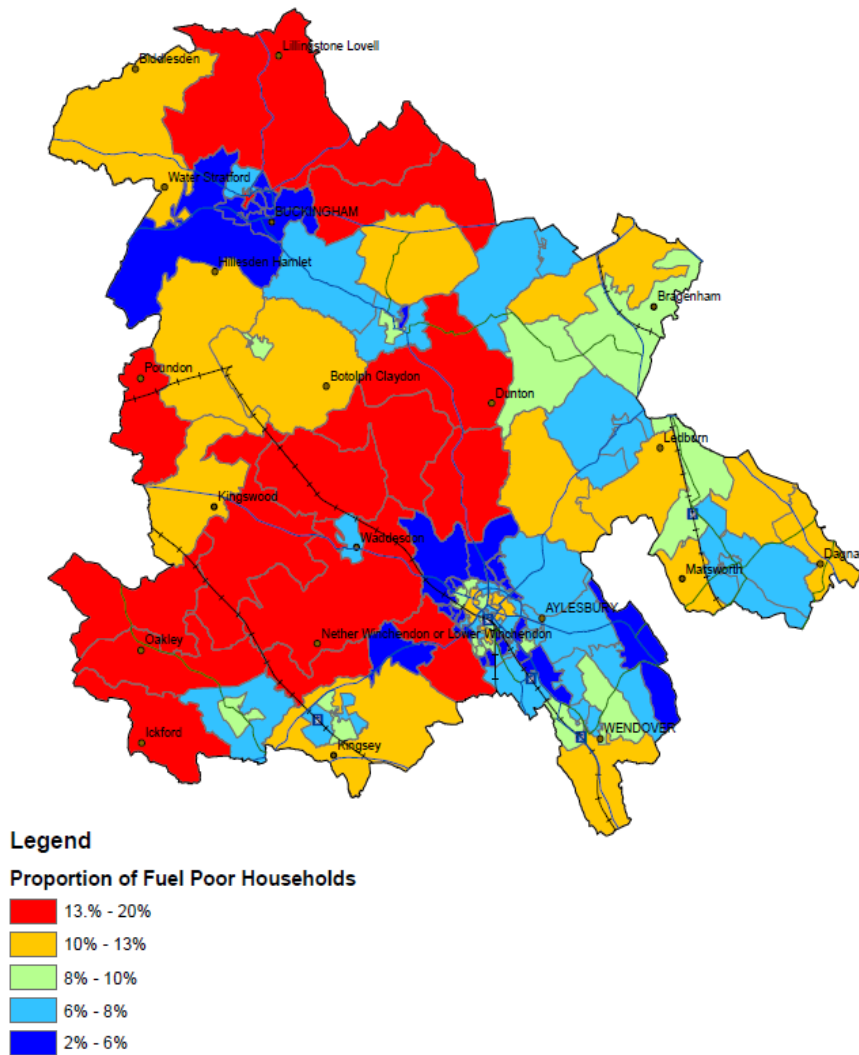 Lillingstone Lovell
Biddlesden
Water Stratford
BUCKINGHAM
Hillesden Hamlet
Bragenham
Poundon
Botolph Claydon
Dunton
Ledburn
Kingswood
Waddesdon
Dagna
Marsworth
AYLESBURY
Nether Winchendon or Lower Winchendon
Oakley
WENDOVER
Ickford
Kingsey
Legend
Proportion of Fuel Poor Households
13.% - 20%
10% - 13%
8% - 10%
6% - 8%
2% - 6%